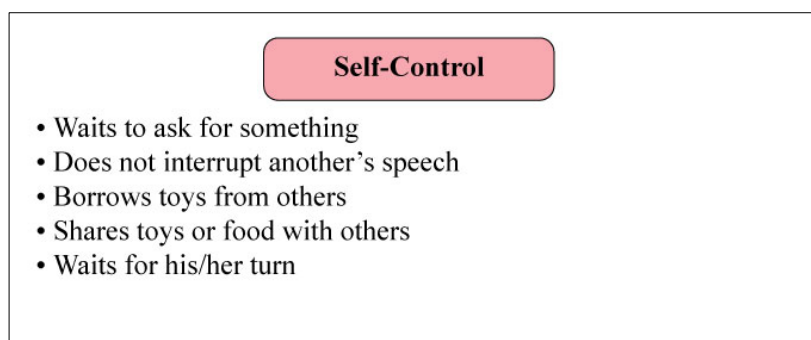 Self-Control
• Waits to ask for something
• Does not interrupt another’s speech
• Borrows toys from others
• Shares toys or food with others
• Waits for his/her turn